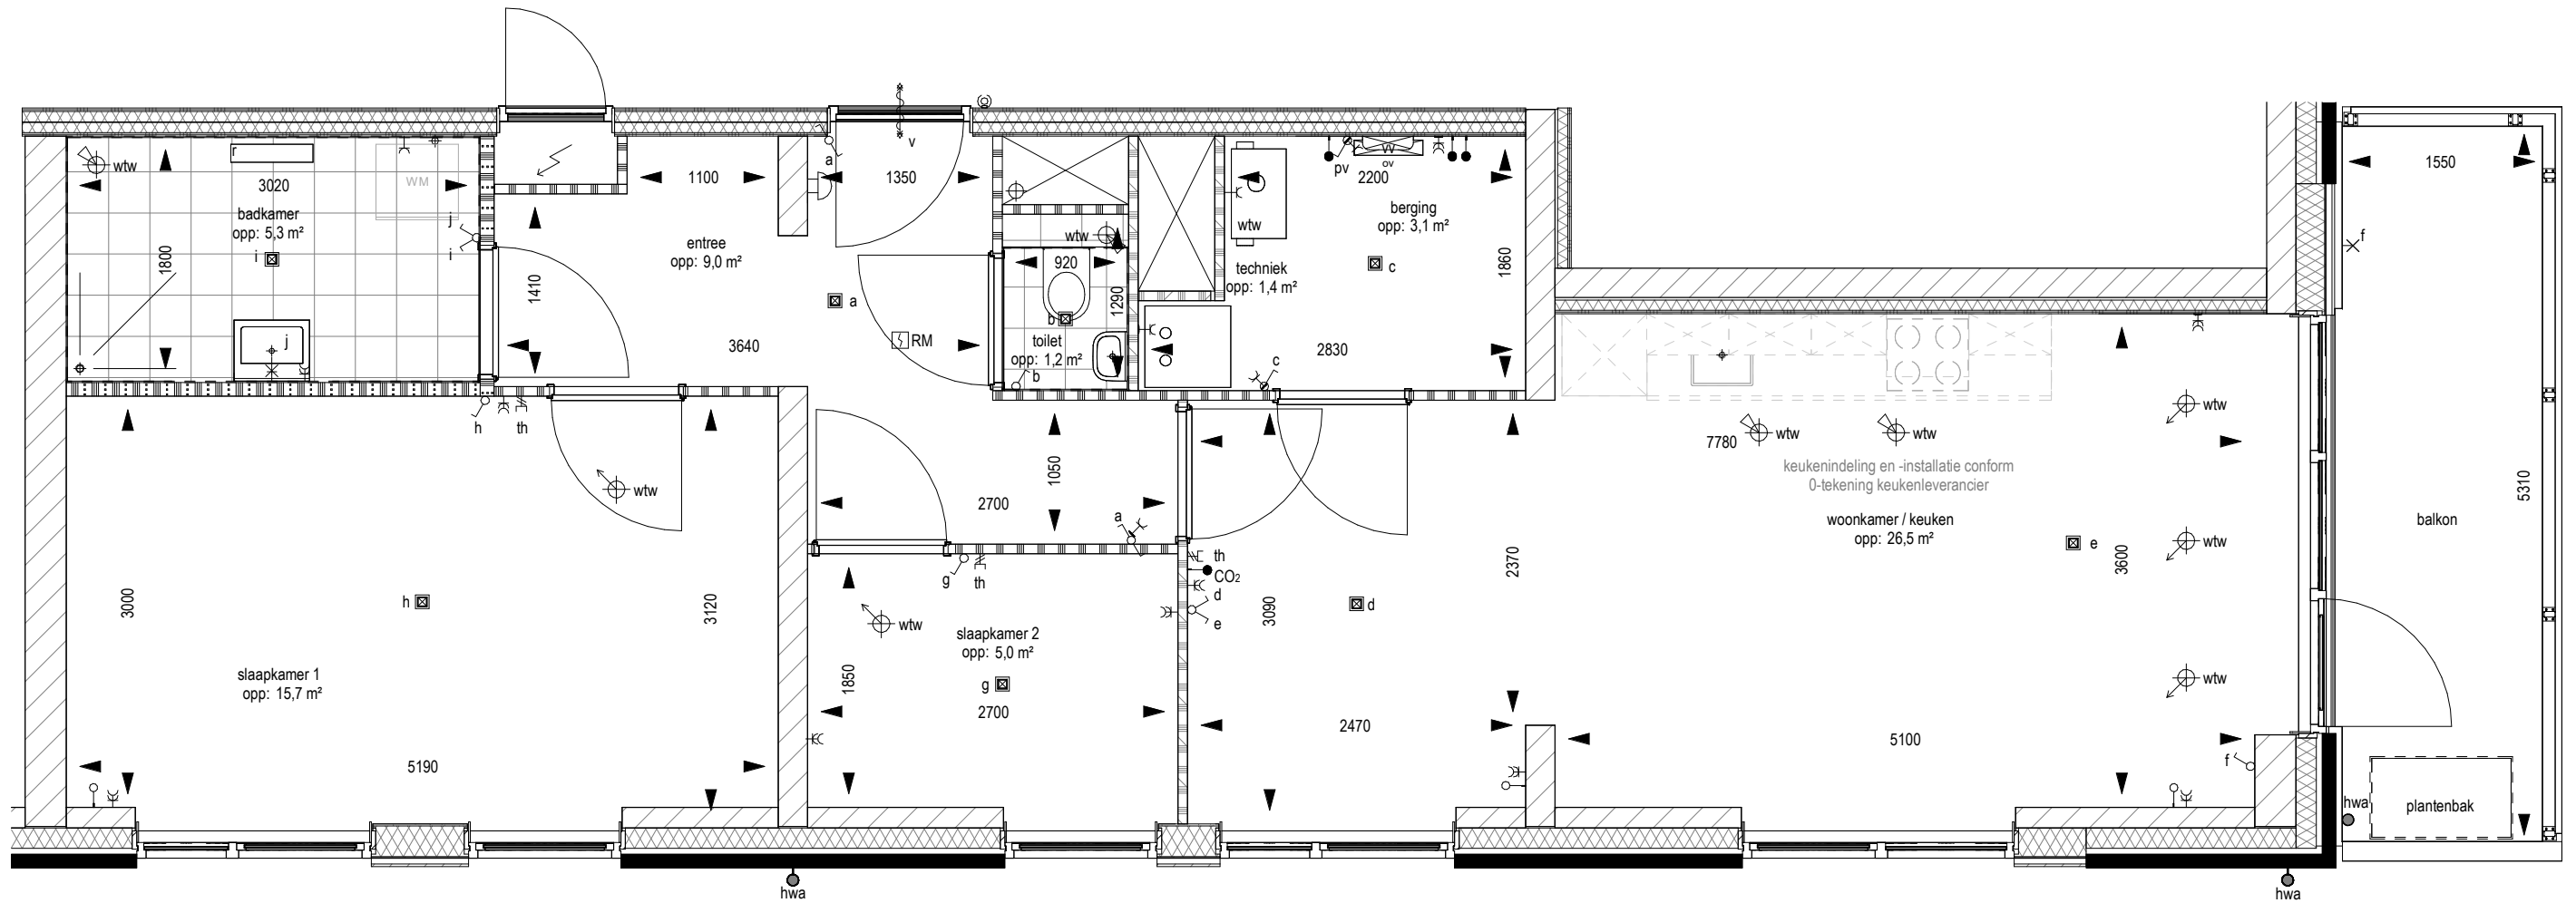 wtw
r
3020
WM
badkamer
opp: 5,3 m²
i
1800
j
j
i
1100
a
1350
v
entree
opp: 9,0 m²
1410
a
3640
RM
wtw
920
1290
b
toilet
opp: 1,2 m²
b
wtw
2200
pv
VV
ov
berging
opp: 3,1 m²
1860
techniek
opp: 1,4 m²
c
2830
c
h
th
3000
wtw
h
3120
slaapkamer 1
opp: 15,7 m²
5190
1050
2700
a
g
th
wtw
1850
slaapkamer 2
opp: 5,0 m²
g
2700
th
CO2
d
e
3090
d
2370
2470
7780
wtw
wtw
wtw
keukenindeling en -installatie conform
0-tekening keukenleverancier
woonkamer / keuken
opp: 26,5 m²
e
3600
wtw
wtw
5100
f
f
1550
5310
balkon
hwa
plantenbak
hwa
hwa